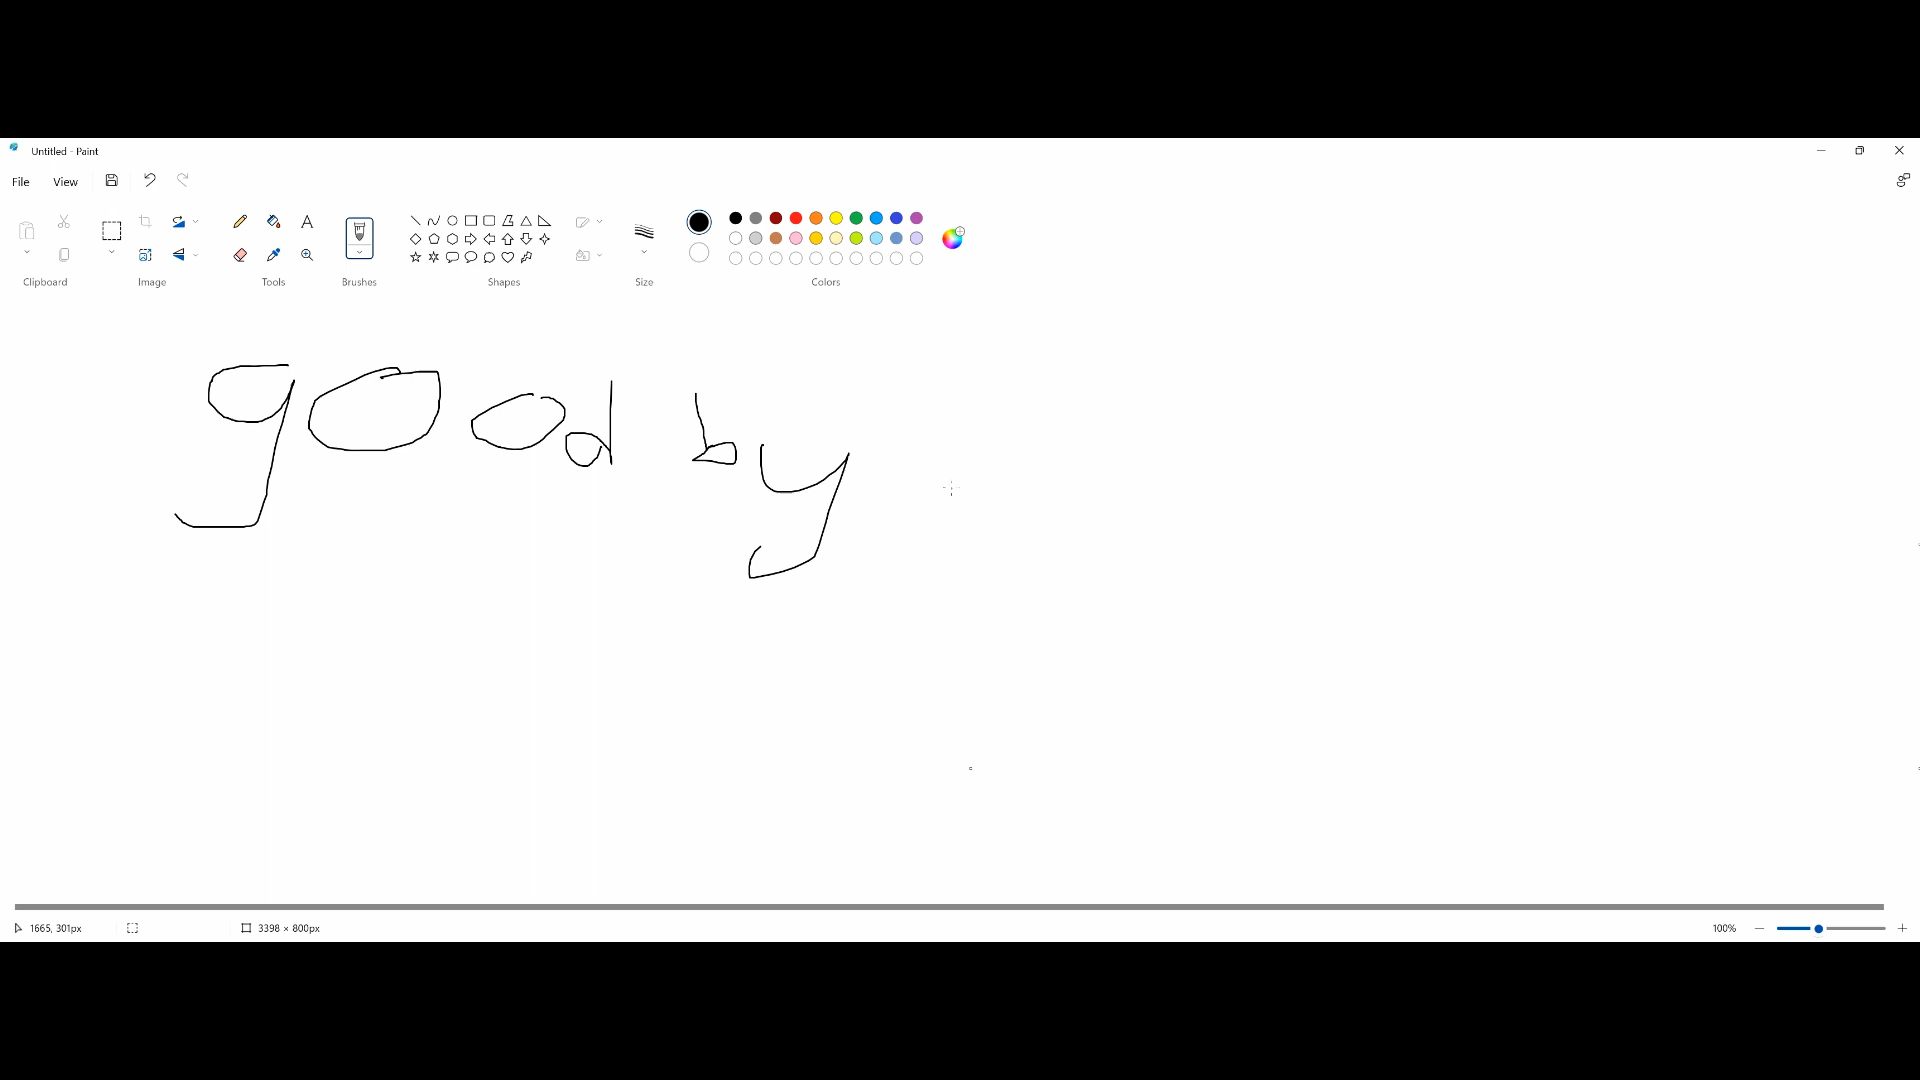 Untitled - Paint
File View
Clipboard Image Tools Brushes Shapes Size Colors
good by
1665, 301px 3398 × 800px 100%